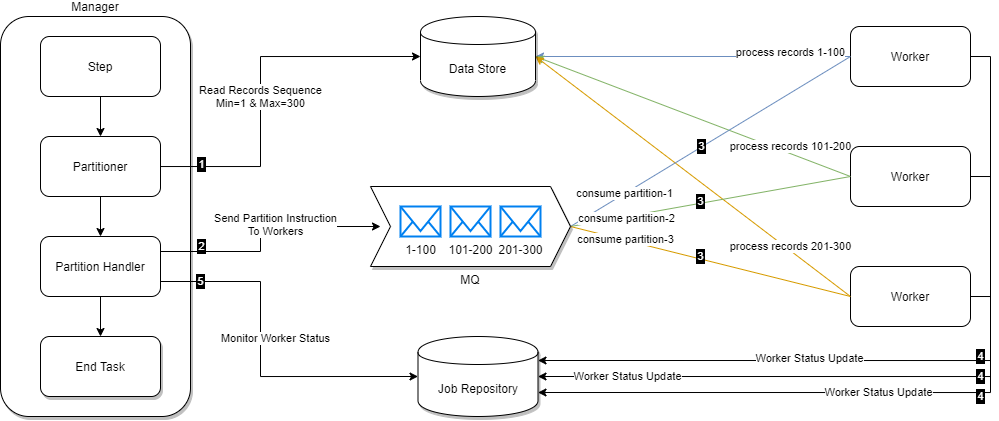 Manager
Step
Partitioner
Partition Handler
End Task
1
Read Records Sequence
Min=1 & Max=300
2
Send Partition Instruction
To Workers
5
Monitor Worker Status
Data Store
1-100
101-200
201-300
MQ
Job Repository
consume partition-1
consume partition-2
consume partition-3
3
3
3
process records 1-100
process records 101-200
process records 201-300
Worker
Worker
Worker
Worker Status Update
4
Worker Status Update
4
Worker Status Update
4